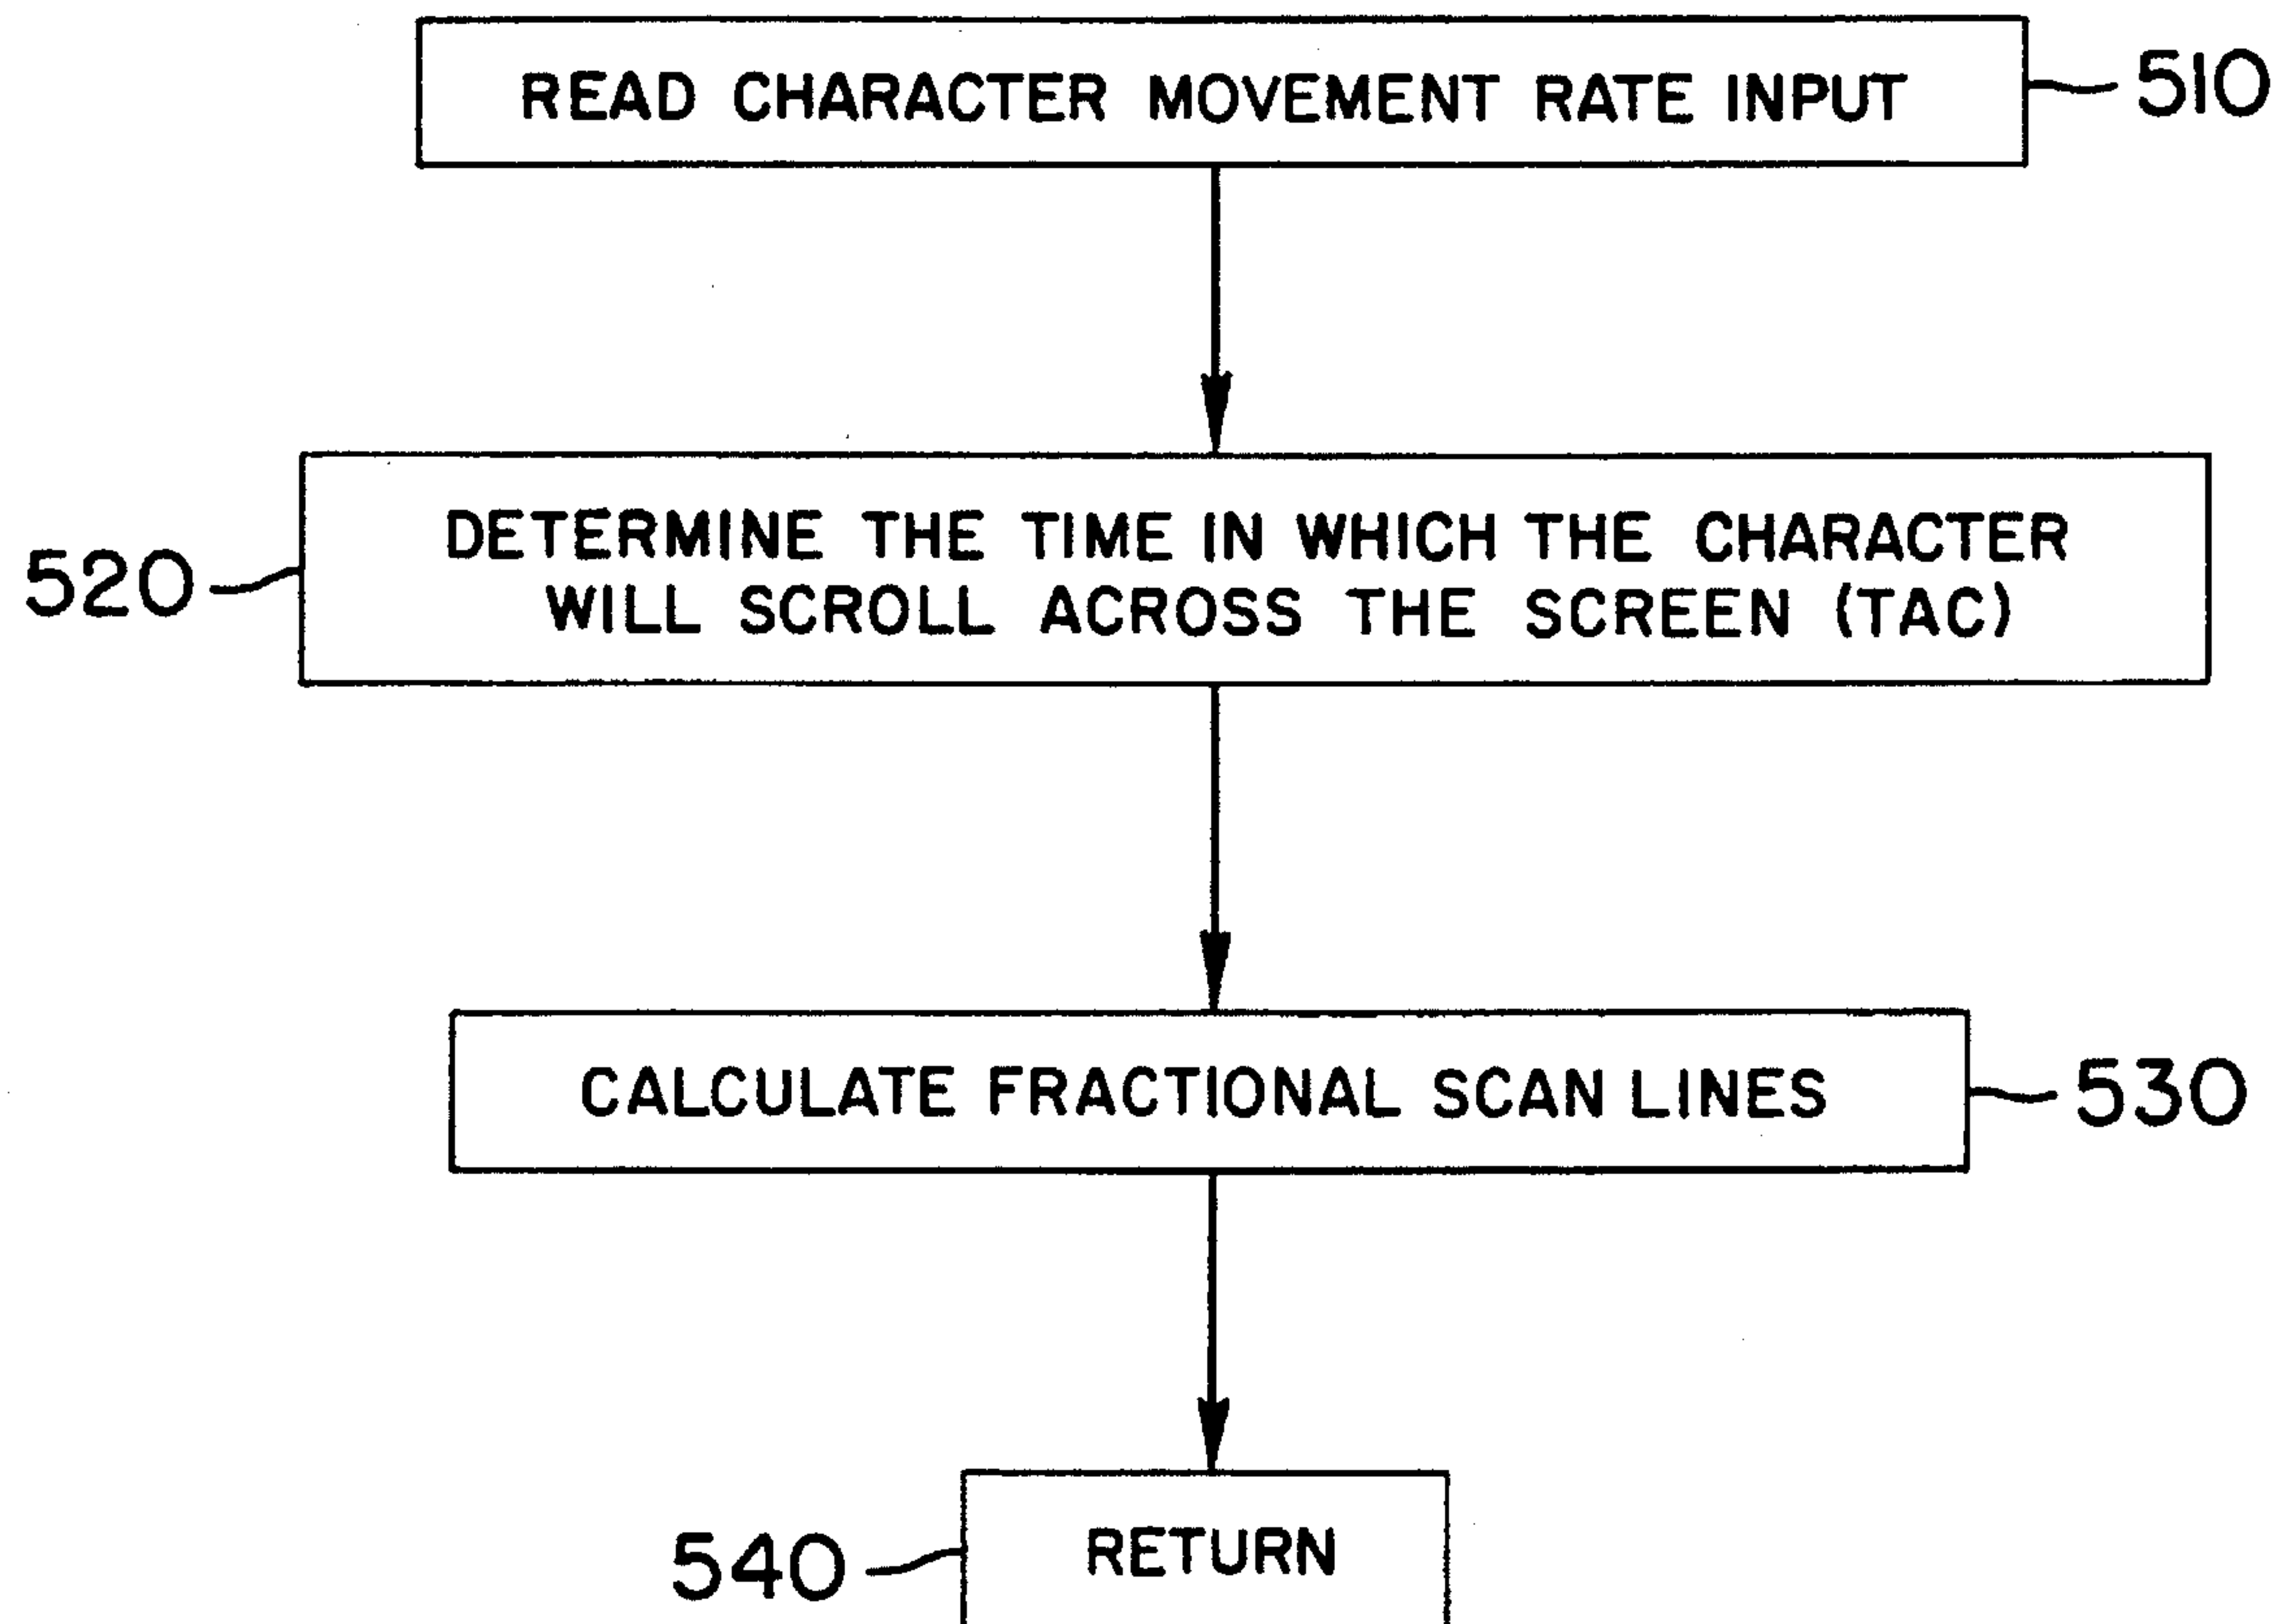 READ CHARACTER MOVEMENT RATE INPUT
510
DETERMINE THE TIME IN WHICH THE CHARACTER
WILL SCROLL ACROSS THE SCREEN (TAC)
520
CALCULATE FRACTIONAL SCAN LINES
530
RETURN
540